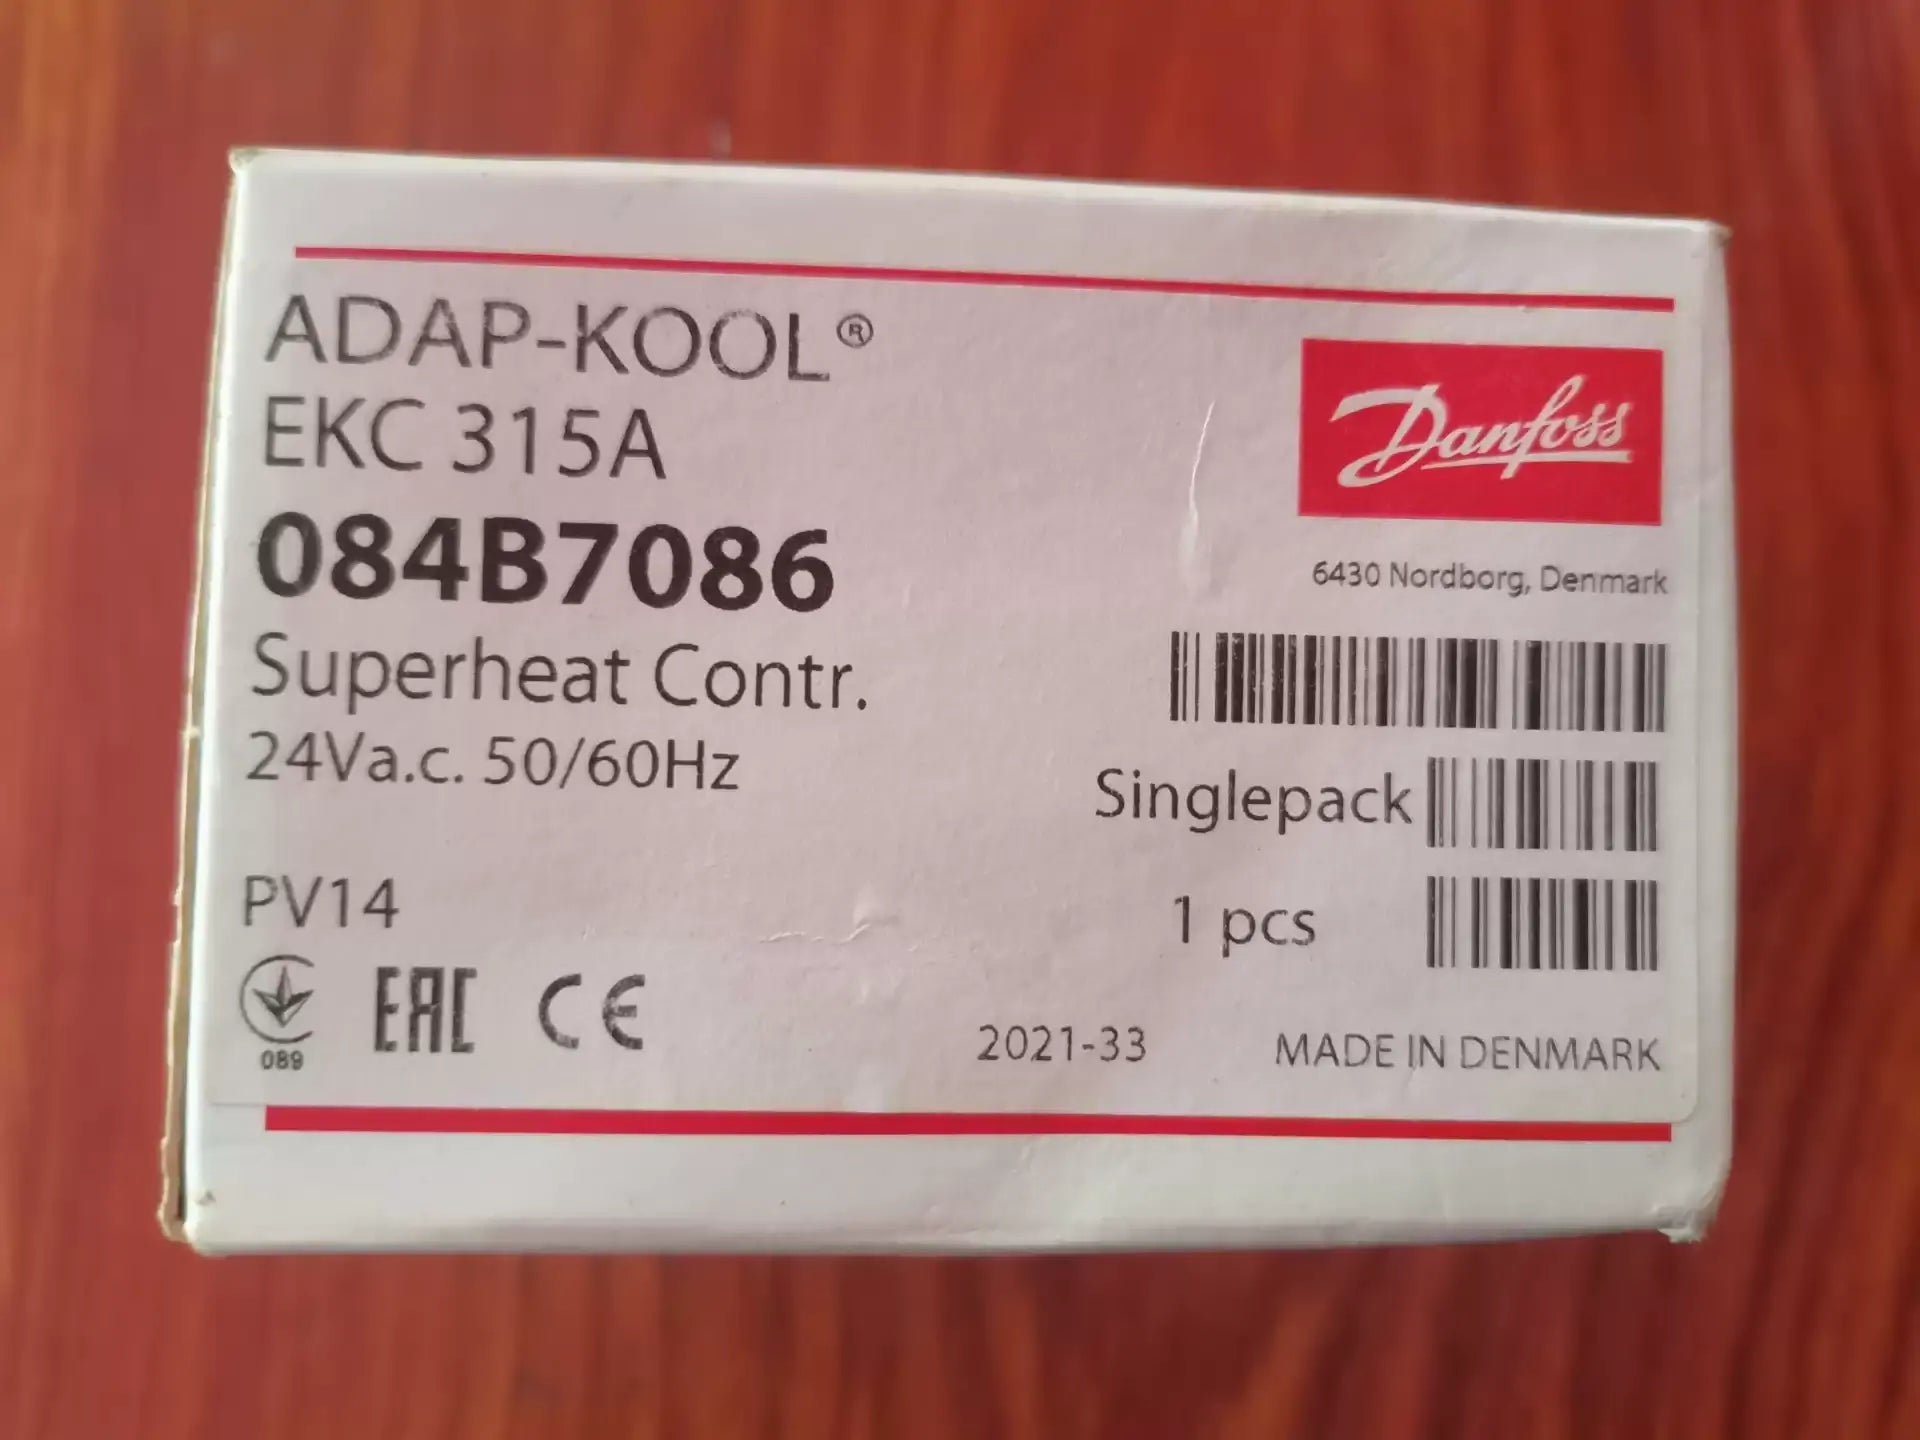 ADAP-KOOL®
EKC 315A
084B7086
Superheat Contr.
24Va.c. 50/60Hz
PV14
089
EAC CE
Danfoss
6430 Nordborg, Denmark
Singlepack
1 pcs
2021-33
MADE IN DENMARK